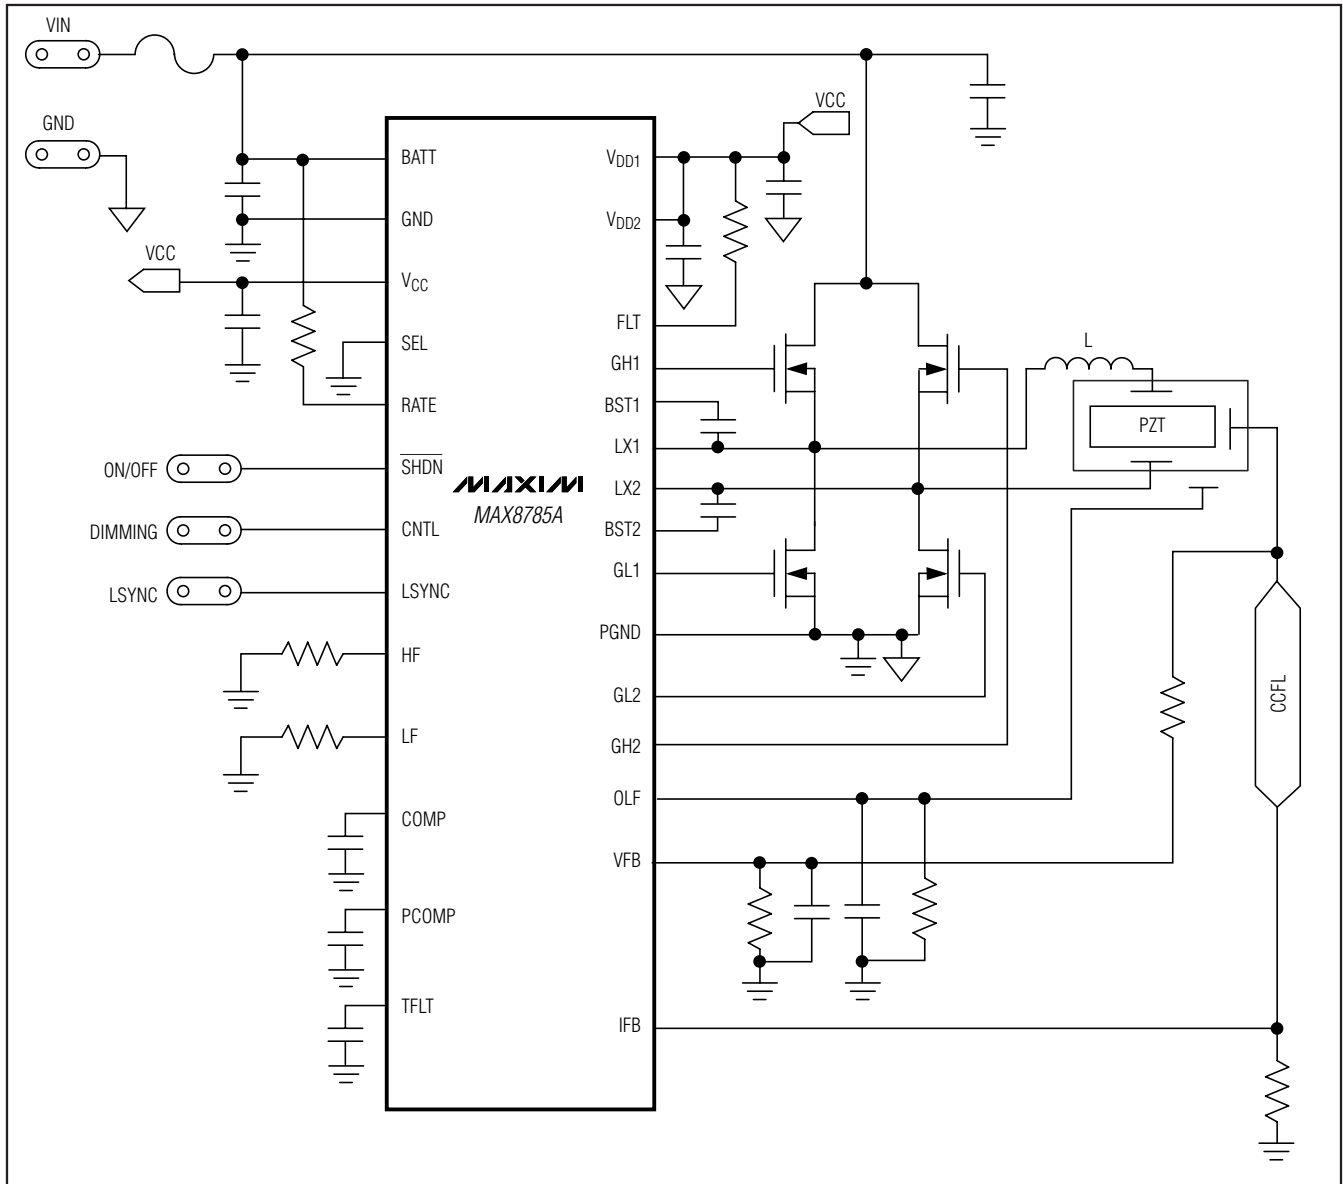 VIN
GND
VCC
ON/OFF
DIMMING
LSYNC
BATT
GND
VCC
SEL
RATE
SHDN
CNTL
LSYNC
HF
LF
COMP
PCOMP
TFLT
MAXIM
MAX8785A
VDD1
VDD2
FLT
GH1
BST1
LX1
LX2
BST2
GL1
PGND
GL2
GH2
OLF
VFB
IFB
VCC
L
PZT
CCFL